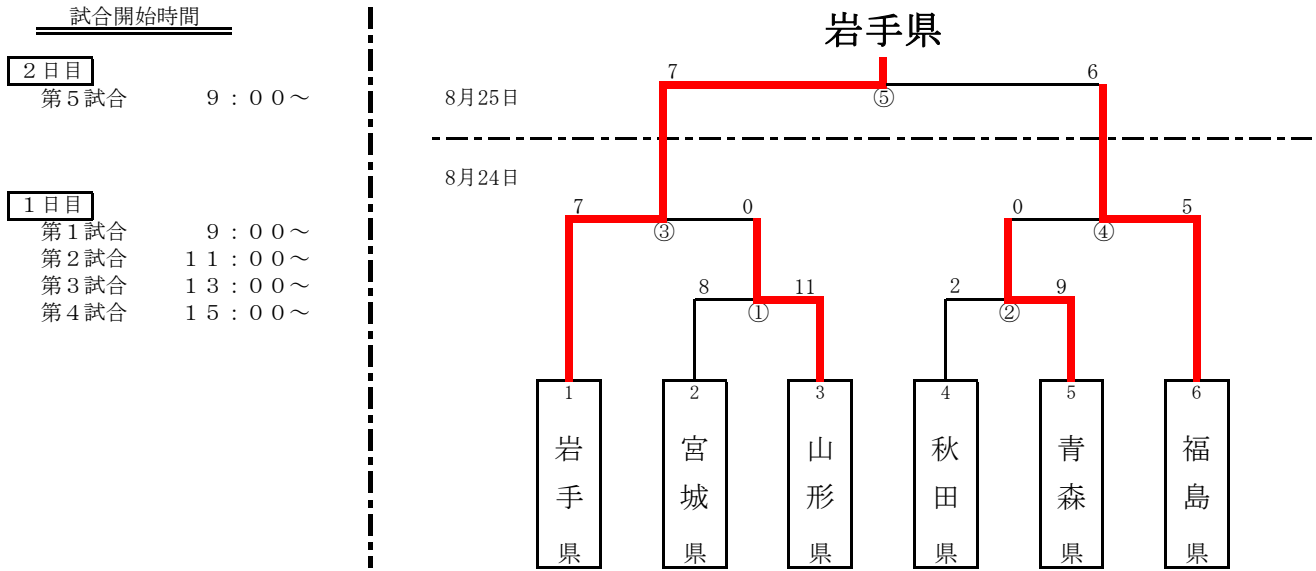 試合開始時間
２日目
第５試合　９：００～
１日目
第１試合　９：００～
第２試合　１１：００～
第３試合　１３：００～
第４試合　１５：００～
岩手県
7 6
⑤
8月25日
8月24日
7 0 0 5
③ ④
8 11 2 9
① ②
1 2 3 4 5 6
岩手県
宮城県
山形県
秋田県
青森県
福島県